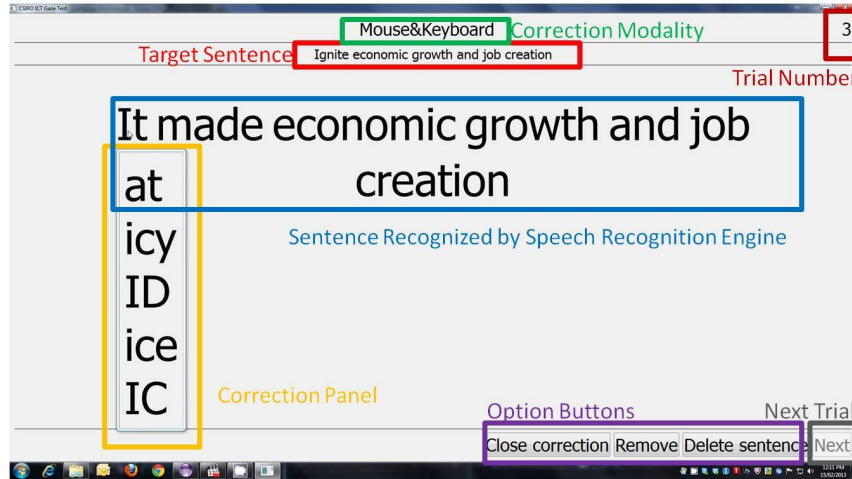 CSIRO ICT Gaze Test
Mouse&Keyboard Correction Modality 3
Target Sentence Ignite economic growth and job creation
Trial Number
It made economic growth and job
creation
at
icy
ID
ice
IC
Sentence Recognized by Speech Recognition Engine
Correction Panel
Option Buttons Next Trial
Close correction Remove Delete sentence Next
12:11 PM
15/02/2013